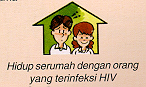 Hidup serumah dengan orang
yang terinfeksi HIV